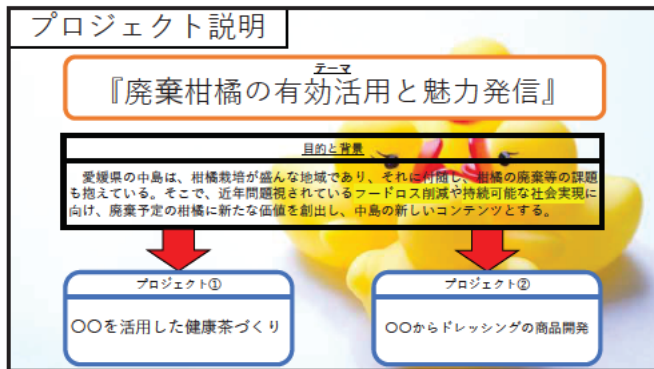 プロジェクト説明
テーマ
『廃棄柑橘の有効活用と魅力発信』
目的と背景
愛媛県の中島は、柑橘栽培が盛んな地域であり、それに付随し、柑橘の廃棄等の課題
も抱えている。そこで、近年問題視されているフードロス削減や持続可能な社会実現に
向け、廃棄予定の柑橘に新たな価値を創出し、中島の新しいコンテンツとする。
プロジェクト①
〇〇を活用した健康茶づくり
プロジェクト②
〇〇からドレッシングの商品開発